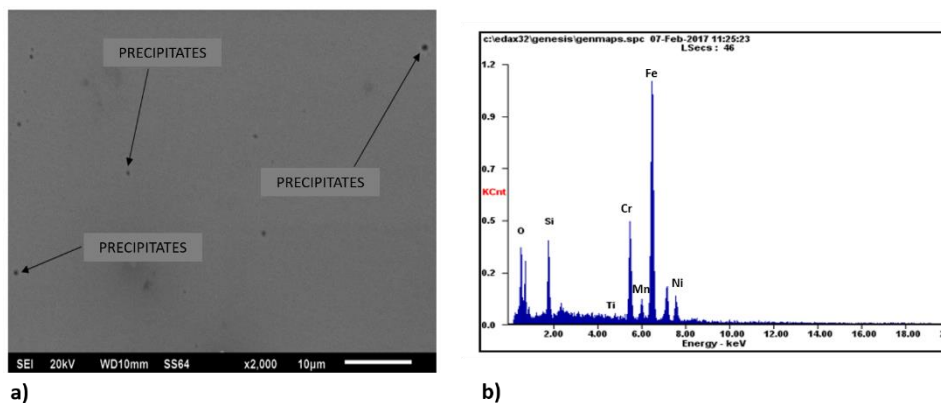 PRECIPITATES
PRECIPITATES
PRECIPITATES
SEI 20kV WD10mm SS64 x2,000 10µm
a)
c:\edax32\genesis\genmaps.spc 07-Feb-2017 11:25:23
LSecs : 46
1.2
Fe
1.0
0.7
KCnt
0.5
Cr
Si
O
0.2
Mn
Ni
Ti
0.0
2.00 4.00 6.00 8.00 10.00 12.00 14.00 16.00 18.00
Energy - keV
b)